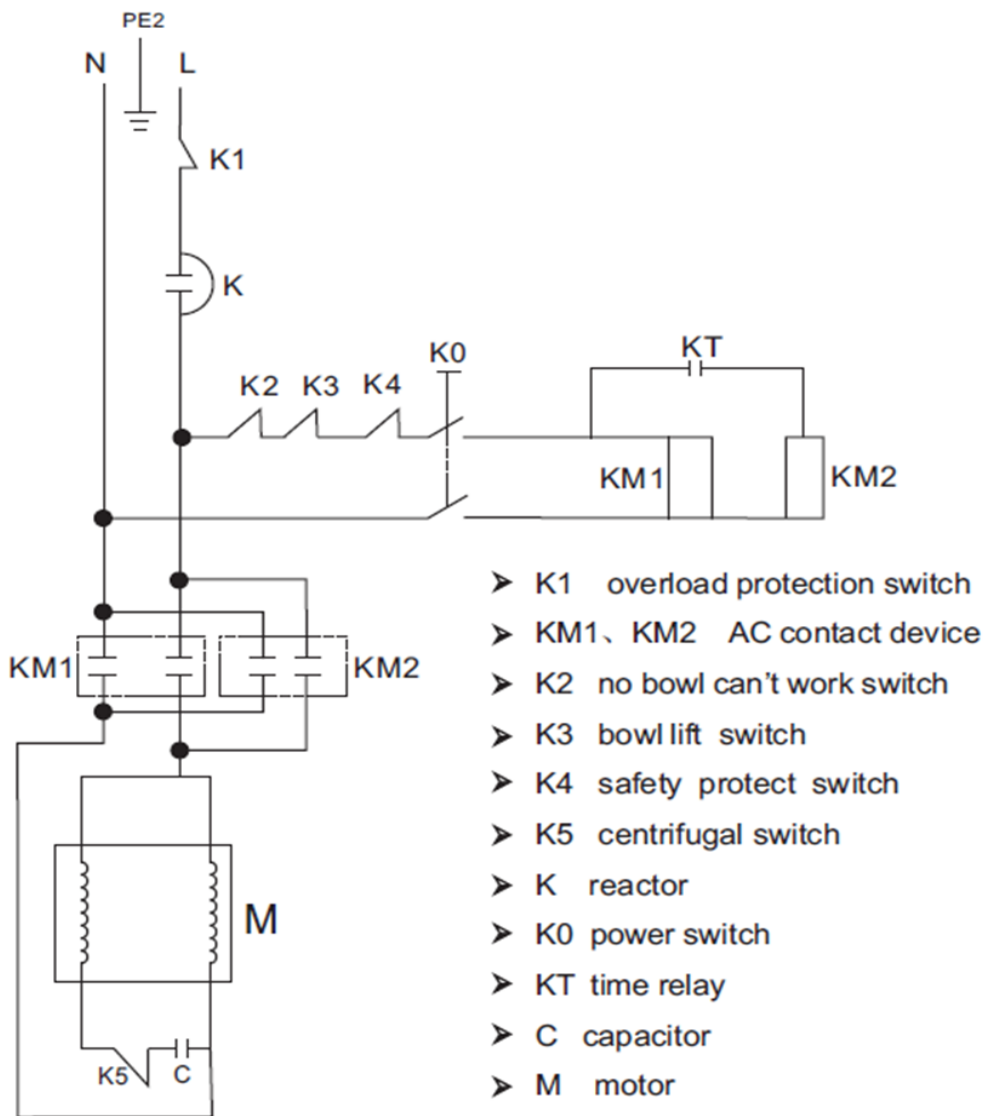 PE2
N L
K1
K
K0
KT
K2 K3 K4
KM1
KM2
KM1
KM2
M
K5
C
➢ K1 overload protection switch
➢ KM1、KM2 AC contact device
➢ K2 no bowl can't work switch
➢ K3 bowl lift switch
➢ K4 safety protect switch
➢ K5 centrifugal switch
➢ K reactor
➢ K0 power switch
➢ KT time relay
➢ C capacitor
➢ M motor